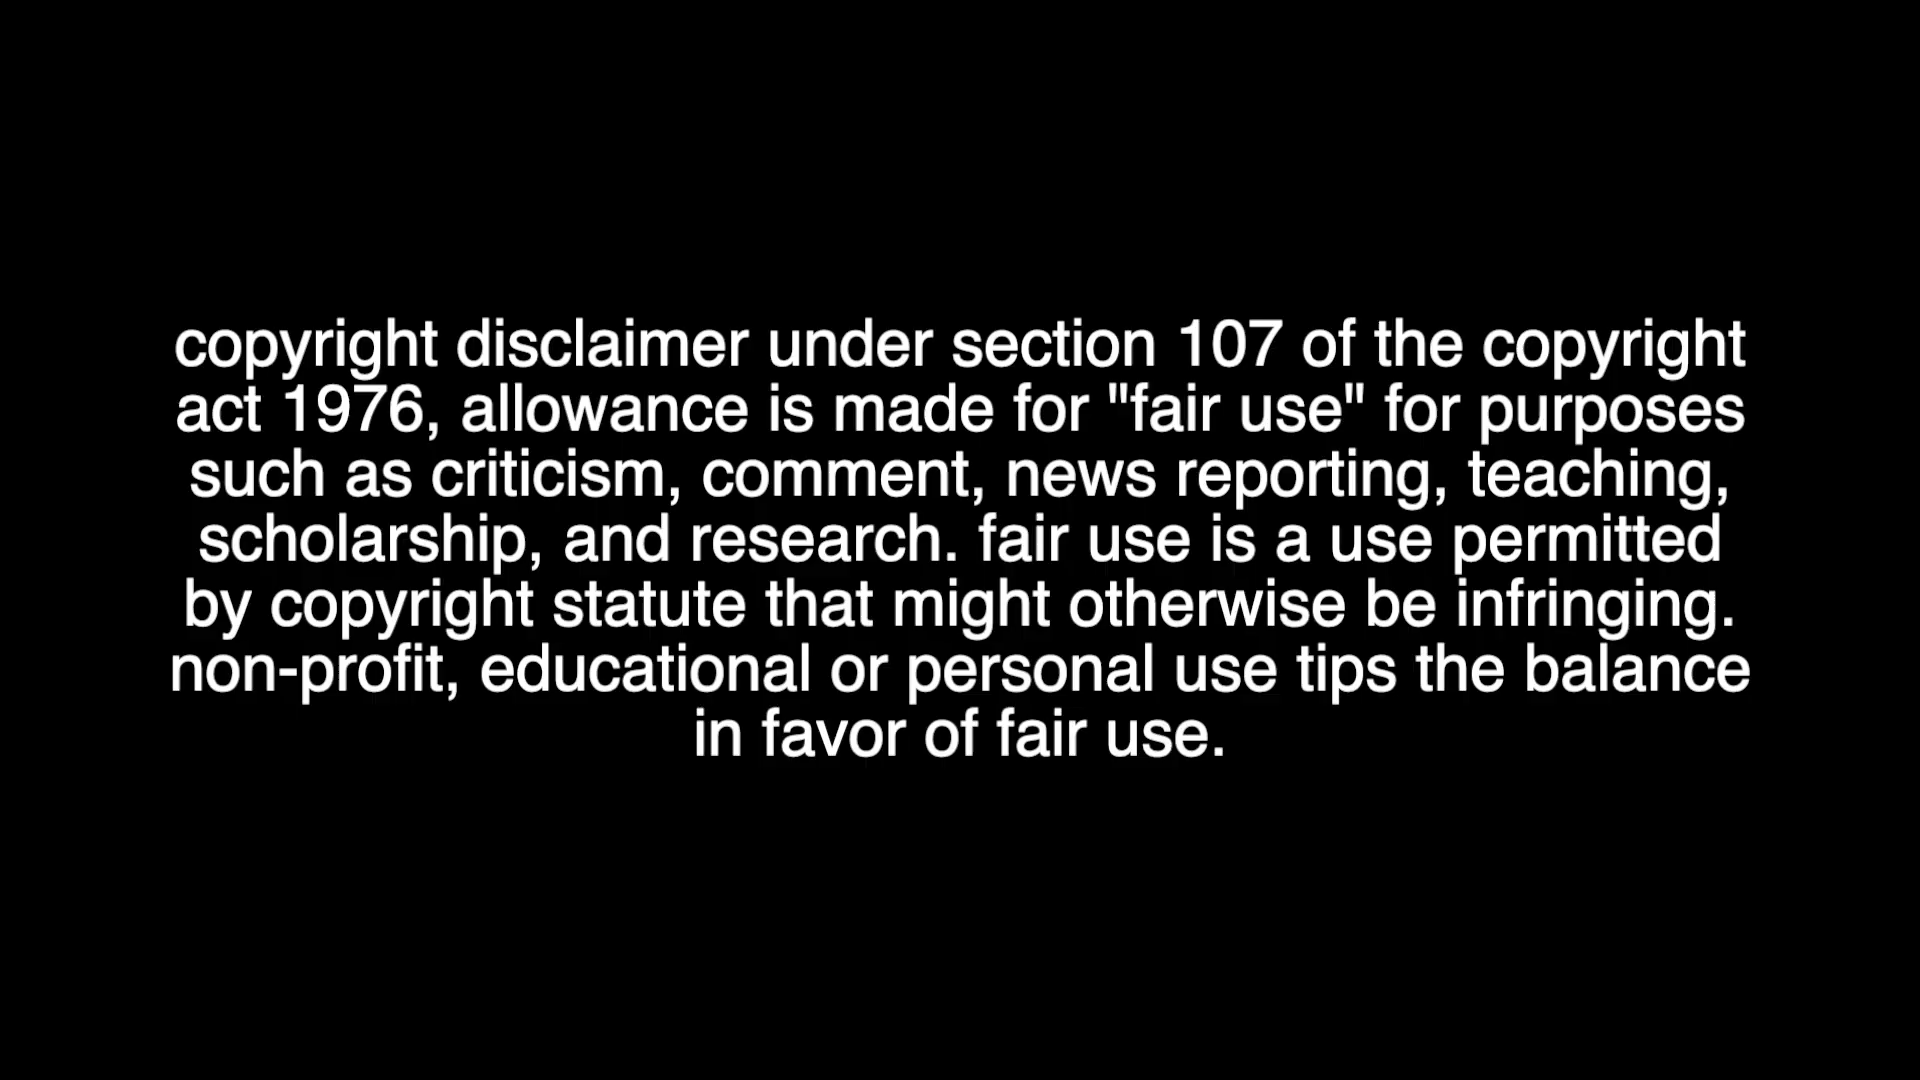 copyright disclaimer under section 107 of the copyright
act 1976, allowance is made for "fair use" for purposes
such as criticism, comment, news reporting, teaching,
scholarship, and research. fair use is a use permitted
by copyright statute that might otherwise be infringing.
non-profit, educational or personal use tips the balance
in favor of fair use.